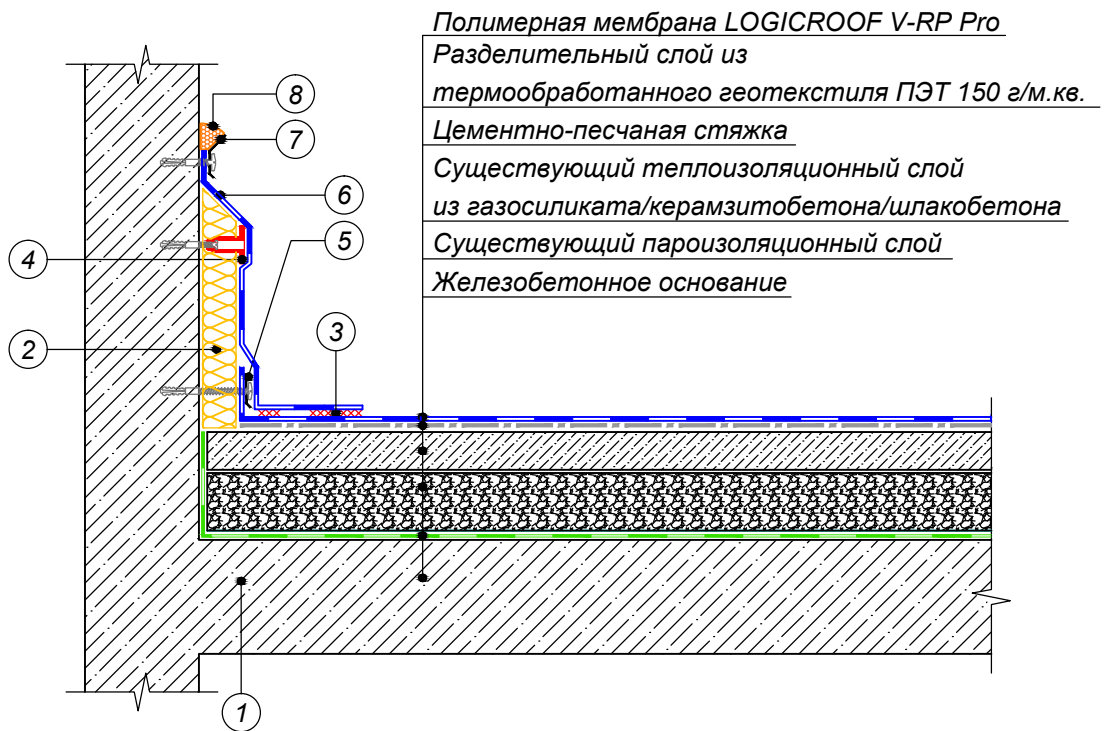 Полимерная мембрана LOGICROOF V-RP Pro
Разделительный слой из
термообработанного геотекстиля ПЭТ 150 г/м.кв.
Цементно-песчаная стяжка
Существующий теплоизоляционный слой
из газосиликата/керамзитобетона/шлакобетона
Существующий пароизоляционный слой
Железобетонное основание
8
7
6
5
4
3
2
1